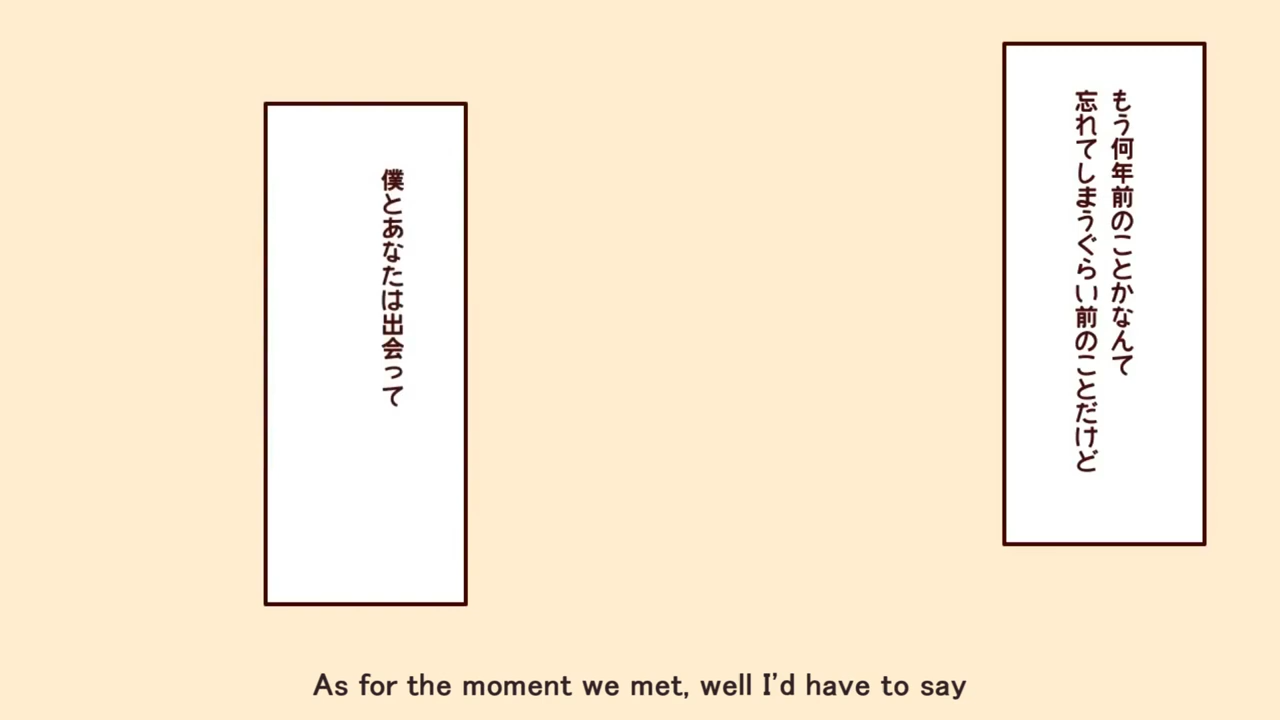 もう何年前のことかなんて
忘れてしまうぐらい前のことだけど
僕とあなたは出会って
As for the moment we met, well I'd have to say